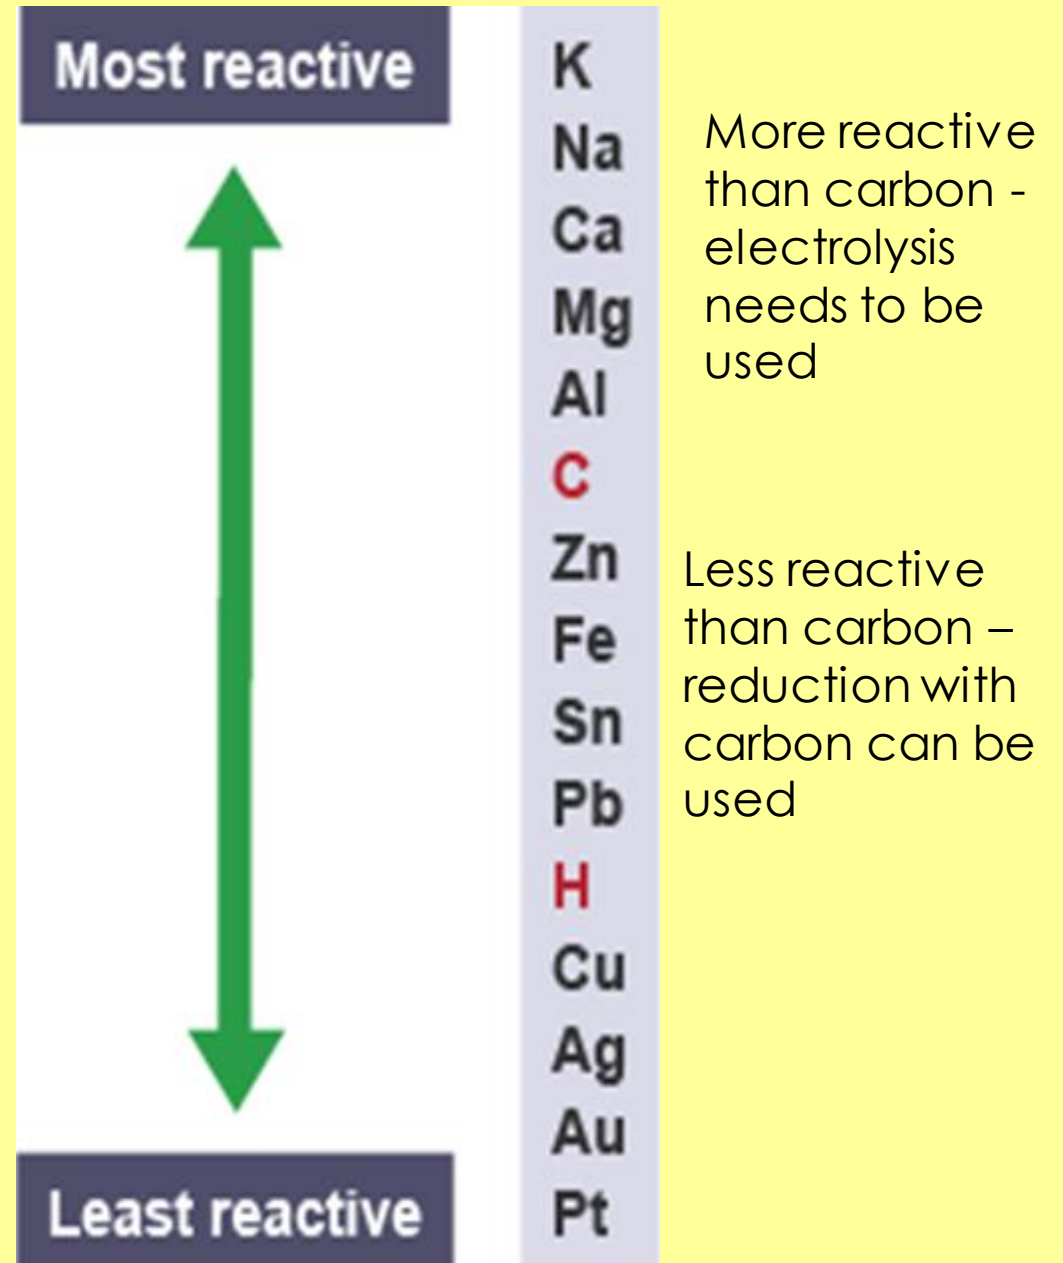 Most reactive
K
Na
Ca
Mg
Al
C
Zn
Fe
Sn
Pb
H
Cu
Ag
Au
Pt
Least reactive
More reactive
than carbon -
electrolysis
needs to be
used
Less reactive
than carbon –
reduction with
carbon can be
used